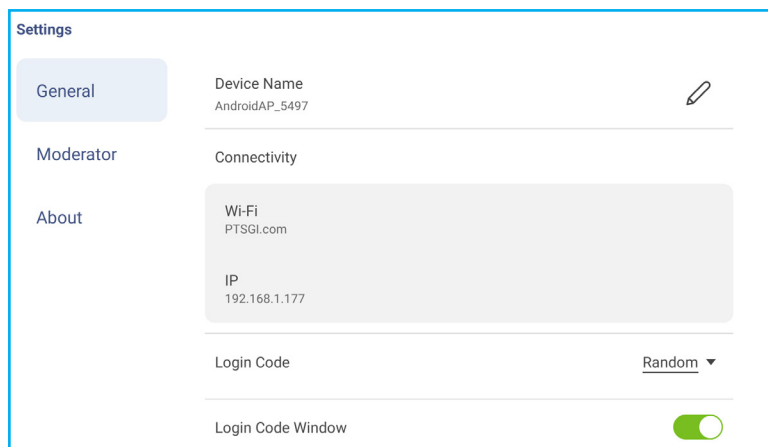 Settings
General
Moderator
About
Device Name
AndroidAP_5497
Connectivity
Wi-Fi
PTSGI.com
IP
192.168.1.177
Login Code
Random
Login Code Window